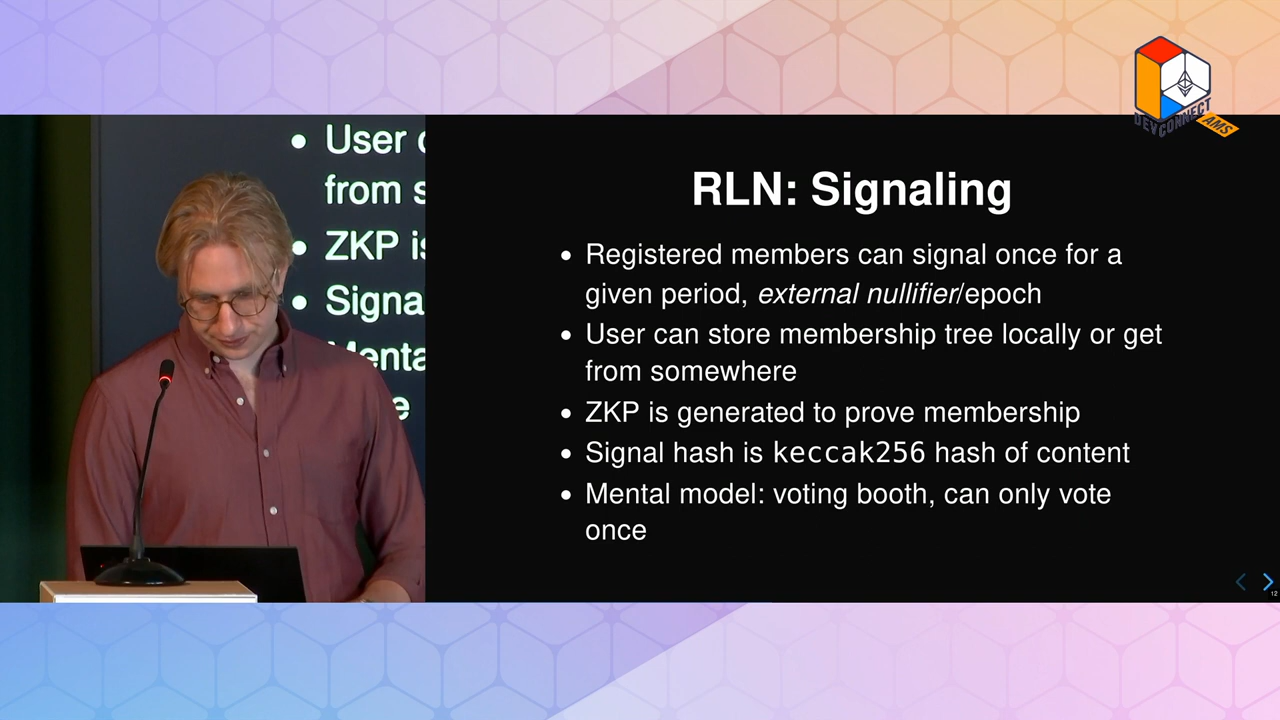 DEVCONNECT
AMS
User
from s
ZKP is
Signa
Menta
e
RLN: Signaling
• Registered members can signal once for a
given period, external nullifier/epoch
• User can store membership tree locally or get
from somewhere
• ZKP is generated to prove membership
• Signal hash is keccak256 hash of content
• Mental model: voting booth, can only vote
once
12